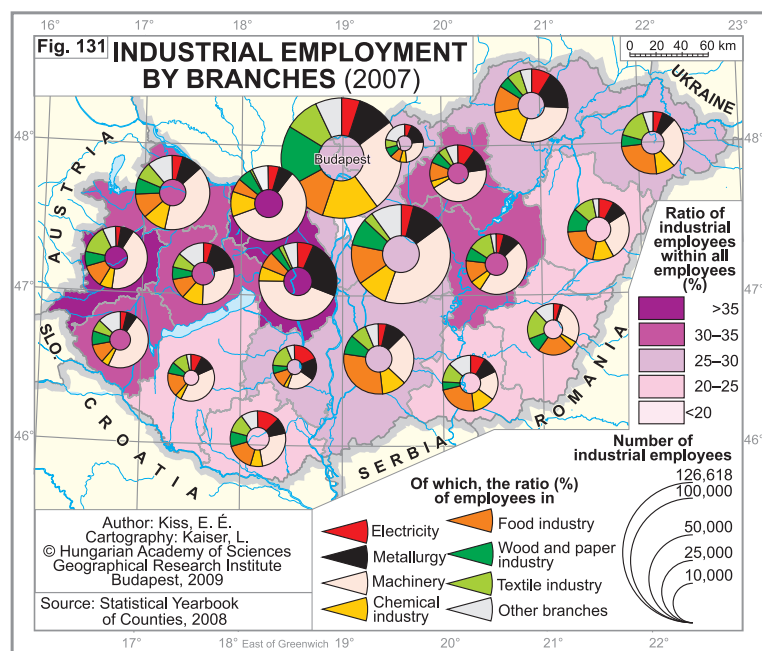 16°
17°
18°
19°
20°
21°
22°
23°
Fig. 131
INDUSTRIAL EMPLOYMENT
BY BRANCHES (2007)
0 20 40 60 km
UKRAINE
48°
48°
Budapest
AUSTRIA
Ratio of
industrial
employees
within all
employees
(%)
>35
30–35
25–30
20–25
<20
47°
47°
SLO.
ROMANIA
CROATIA
SERBIA
46°
46°
Number of
industrial employees
126,618
100,000
50,000
25,000
10,000
Of which, the ratio (%)
of employees in
Electricity
Metallurgy
Machinery
Chemical
industry
Food industry
Wood and paper
industry
Textile industry
Other branches
Author: Kiss, E. É.
Cartography: Kaiser, L.
© Hungarian Academy of Sciences
Geographical Research Institute
Budapest, 2009
Source: Statistical Yearbook
of Counties, 2008
17°
18°
East of Greenwich
19°
20°
21°
22°